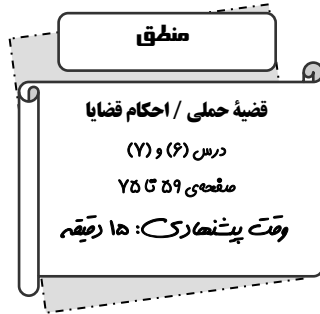 منطق
قضیهٔ حملی / احکام قضایا
درس (۶) و (۷)
صفحه‌ی ۵۹ تا ۷۵
وقت پیشنهادی: ۱۵ دقیقه